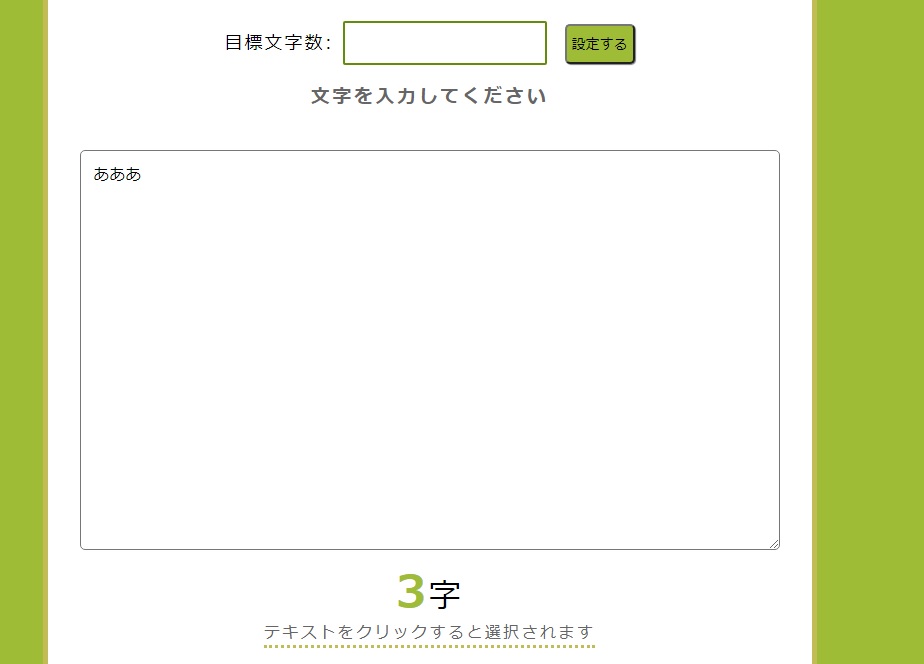 目標文字数:
設定する
文字を入力してください
あああ
3字
テキストをクリックすると選択されます